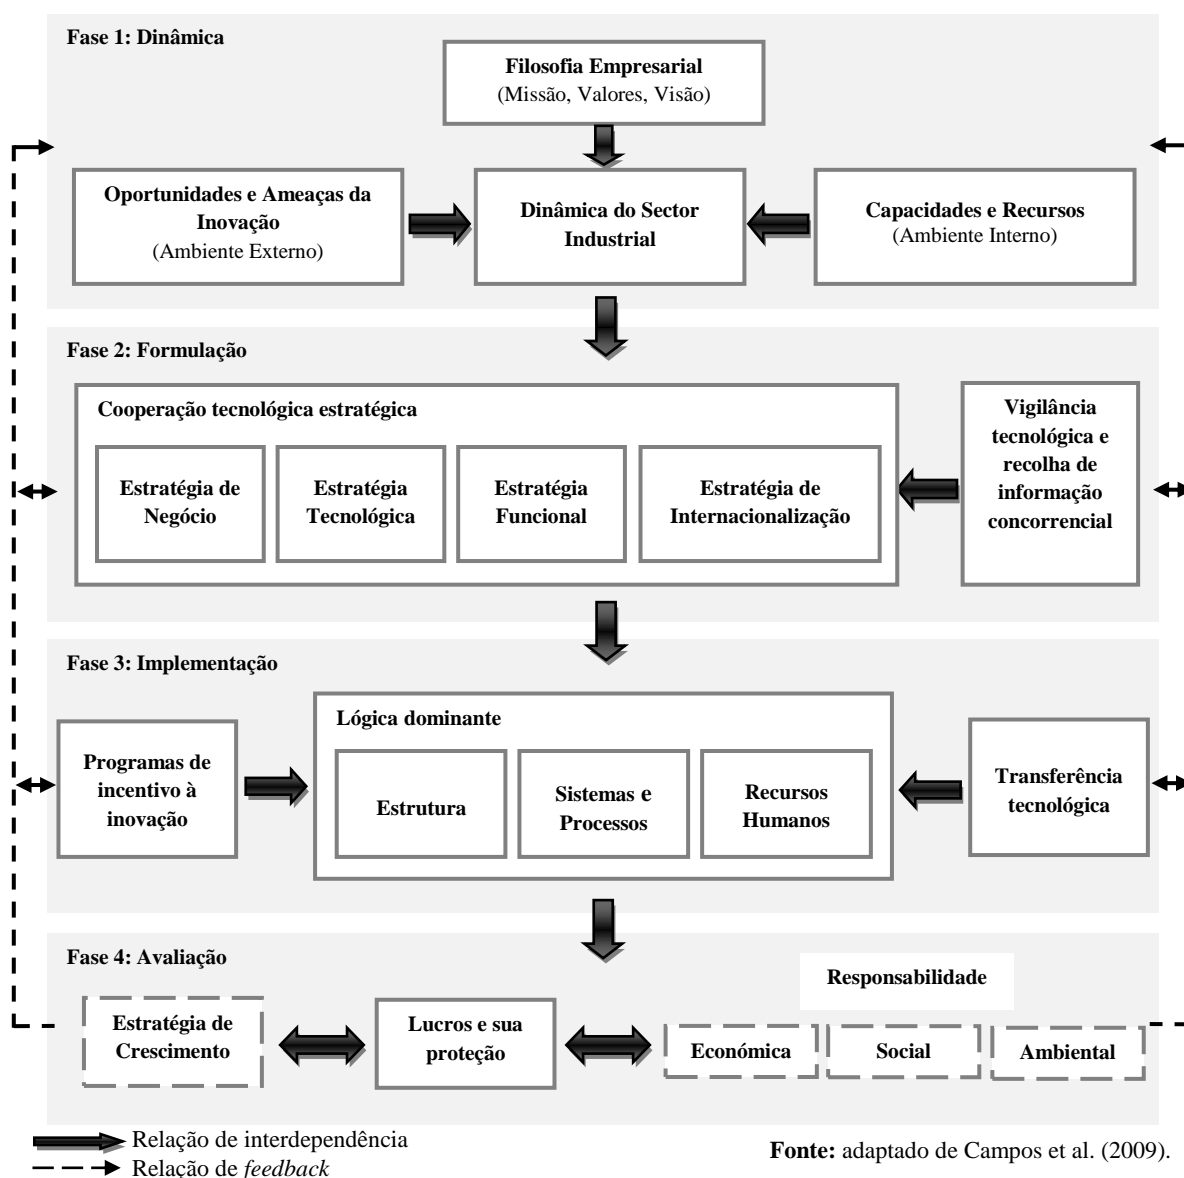 Fase 1: Dinâmica
Filosofia Empresarial
(Missão, Valores, Visão)
Oportunidades e Ameaças da
Inovação
(Ambiente Externo)
Dinâmica do Sector
Industrial
Capacidades e Recursos
(Ambiente Interno)
Fase 2: Formulação
Cooperação tecnológica estratégica
Estratégia de
Negócio
Estratégia
Tecnológica
Estratégia
Funcional
Estratégia de
Internacionalização
Vigilância
tecnológica e
recolha de
informação
concorrencial
Fase 3: Implementação
Programas de
incentivo à
inovação
Lógica dominante
Estrutura
Sistemas e
Processos
Recursos
Humanos
Transferência
tecnológica
Fase 4: Avaliação
Estratégia de
Crescimento
Lucros e sua
proteção
Responsabilidade
Económica
Social
Ambiental
Relação de interdependência
Relação de feedback
Fonte: adaptado de Campos et al. (2009).